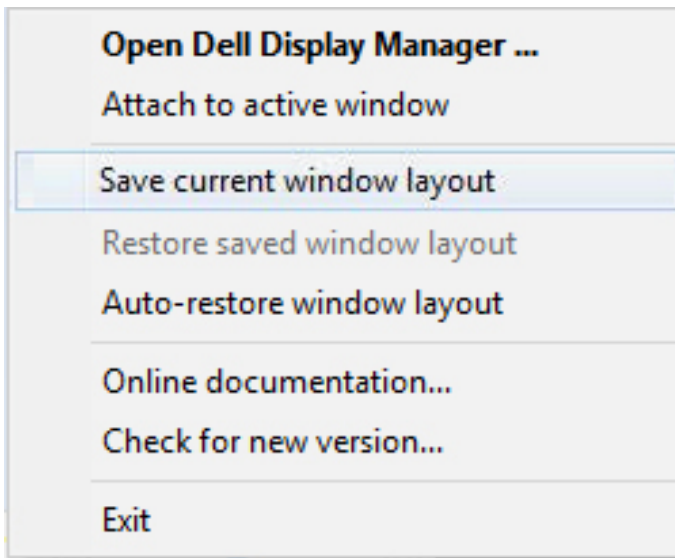 Open Dell Display Manager ...
Attach to active window
Save current window layout
Restore saved window layout
Auto-restore window layout
Online documentation...
Check for new version...
Exit